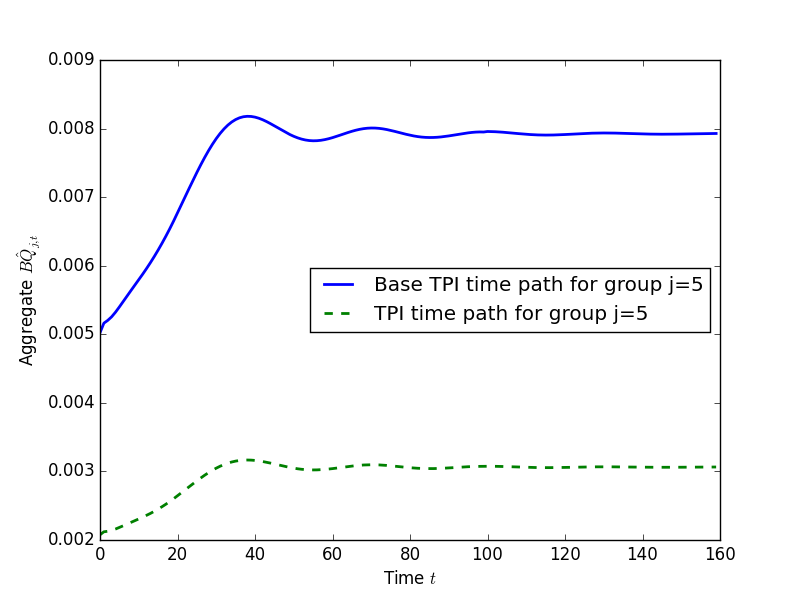 0.009
0.008
0.007
0.006
0.005
0.004
0.003
0.002
Aggregate $\hat{BQ}_{j,t}$
Base TPI time path for group j=5
TPI time path for group j=5
0 20 40 60 80 100 120 140 160
Time t